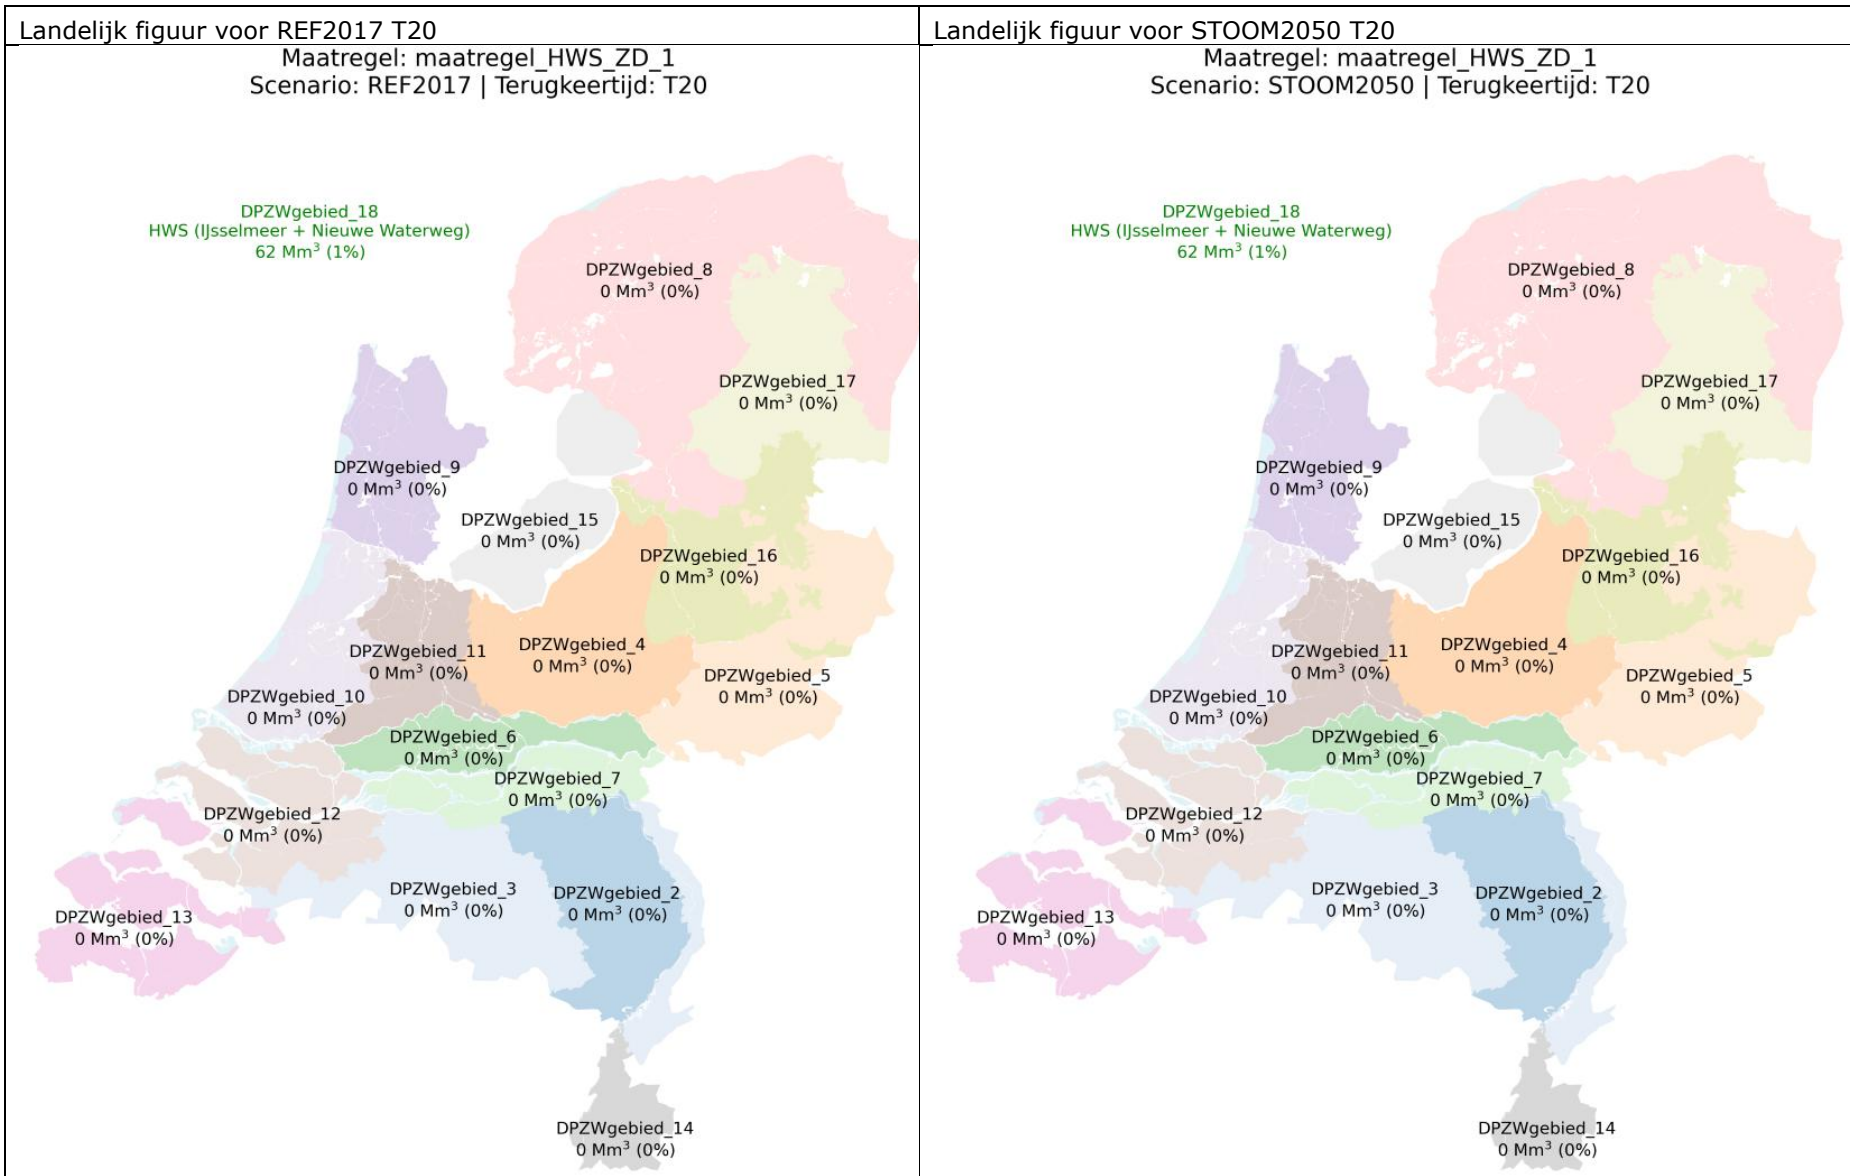 Landelijk figuur voor REF2017 T20
Maatregel: maatregel_HWS_ZD_1
Scenario: REF2017 | Terugkeertijd: T20
DPZWgebied_18
HWS (IJsselmeer + Nieuwe Waterweg)
62 Mm³ (1%)
DPZWgebied_8
0 Mm³ (0%)
DPZWgebied_17
0 Mm³ (0%)
DPZWgebied_9
0 Mm³ (0%)
DPZWgebied_15
0 Mm³ (0%)
DPZWgebied_16
0 Mm³ (0%)
DPZWgebied_4
0 Mm³ (0%)
DPZWgebied_11
0 Mm³ (0%)
DPZWgebied_5
0 Mm³ (0%)
DPZWgebied_10
0 Mm³ (0%)
DPZWgebied_6
0 Mm³ (0%)
DPZWgebied_7
0 Mm³ (0%)
DPZWgebied_12
0 Mm³ (0%)
DPZWgebied_3
0 Mm³ (0%)
DPZWgebied_2
0 Mm³ (0%)
DPZWgebied_13
0 Mm³ (0%)
DPZWgebied_14
0 Mm³ (0%)
Landelijk figuur voor STOOM2050 T20
Maatregel: maatregel_HWS_ZD_1
Scenario: STOOM2050 | Terugkeertijd: T20
DPZWgebied_18
HWS (IJsselmeer + Nieuwe Waterweg)
62 Mm³ (1%)
DPZWgebied_8
0 Mm³ (0%)
DPZWgebied_17
0 Mm³ (0%)
DPZWgebied_9
0 Mm³ (0%)
DPZWgebied_15
0 Mm³ (0%)
DPZWgebied_16
0 Mm³ (0%)
DPZWgebied_4
0 Mm³ (0%)
DPZWgebied_11
0 Mm³ (0%)
DPZWgebied_5
0 Mm³ (0%)
DPZWgebied_10
0 Mm³ (0%)
DPZWgebied_6
0 Mm³ (0%)
DPZWgebied_7
0 Mm³ (0%)
DPZWgebied_12
0 Mm³ (0%)
DPZWgebied_3
0 Mm³ (0%)
DPZWgebied_2
0 Mm³ (0%)
DPZWgebied_13
0 Mm³ (0%)
DPZWgebied_14
0 Mm³ (0%)